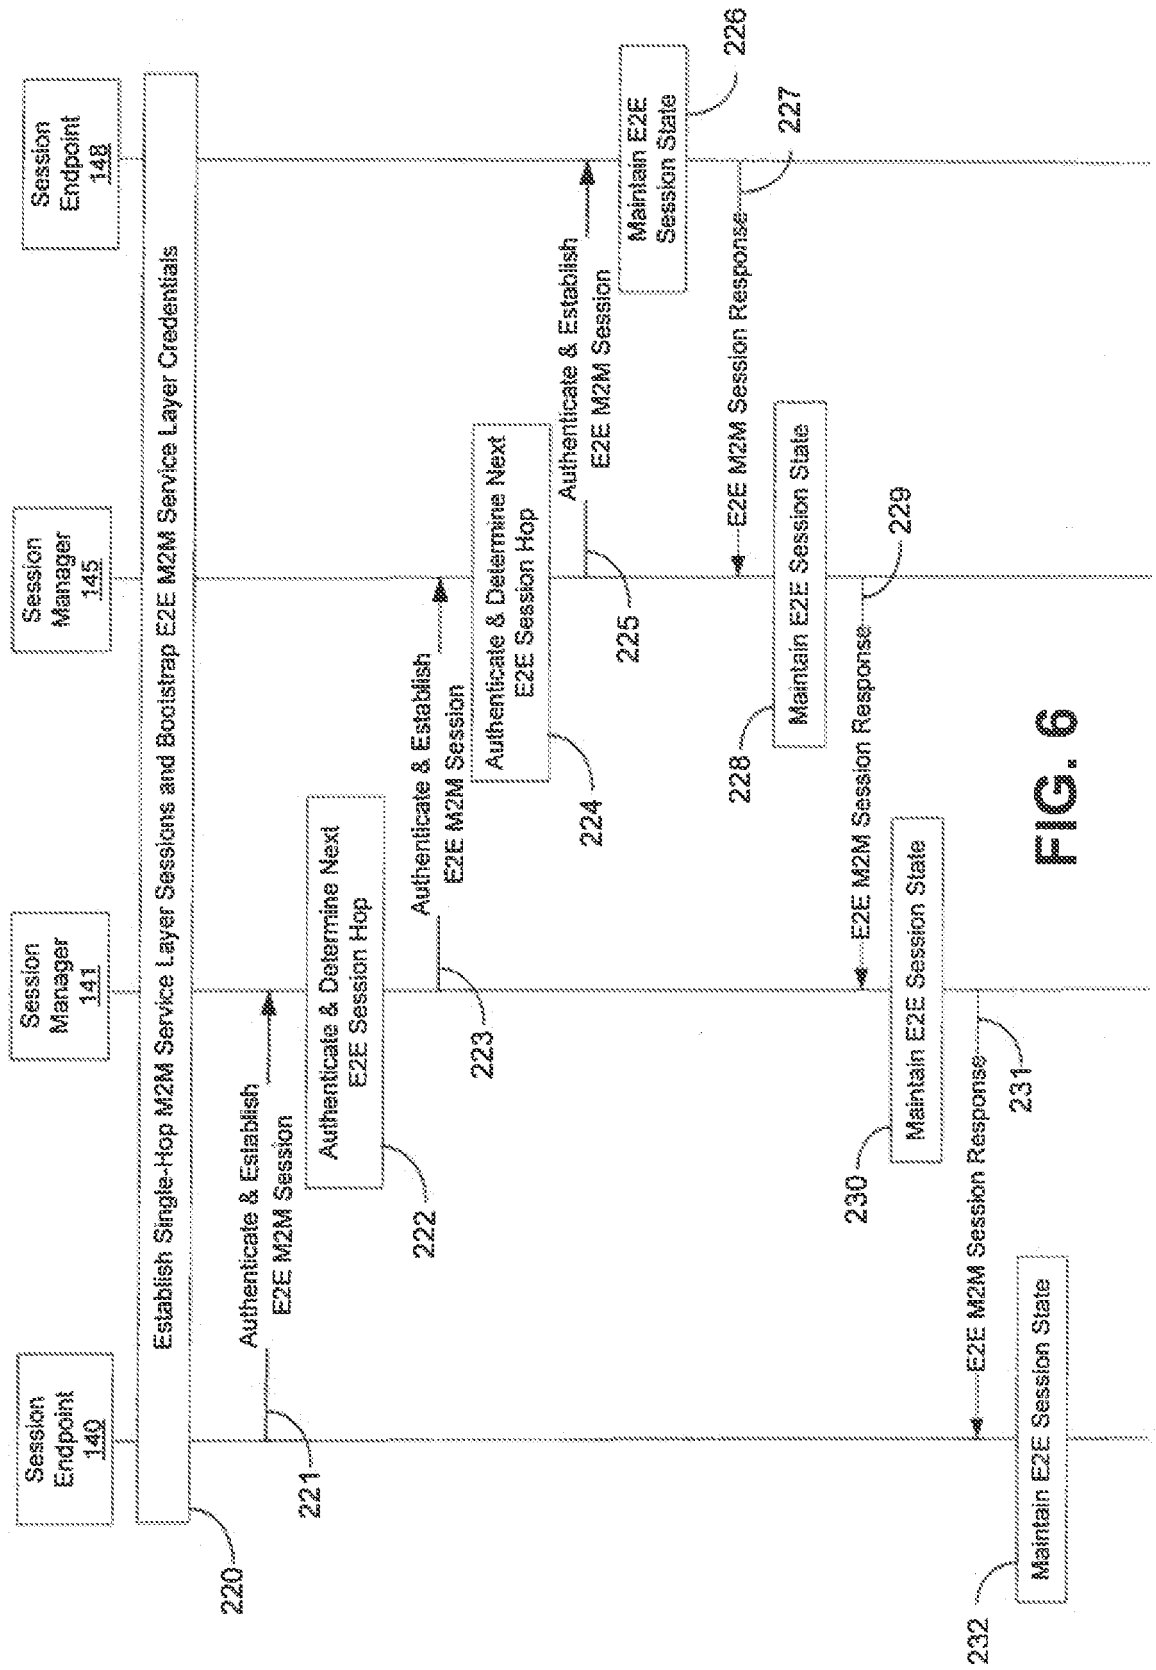 Session
Endpoint
140
Session
Manager
141
Session
Manager
145
Session
Endpoint
148
Establish Single-Hop M2M Service Layer Sessions and Bootstrap E2E M2M Service Layer Credentials
220
Authenticate & Establish
E2E M2M Session
221
Authenticate & Determine Next
E2E Session Hop
222
Authenticate & Establish
E2E M2M Session
223
Authenticate & Determine Next
E2E Session Hop
224
Authenticate & Establish
E2E M2M Session
225
Maintain E2E
Session State
226
E2E M2M Session Response
227
Maintain E2E Session State
228
E2E M2M Session Response
229
Maintain E2E Session State
230
E2E M2M Session Response
231
Maintain E2E Session State
232
FIG. 6